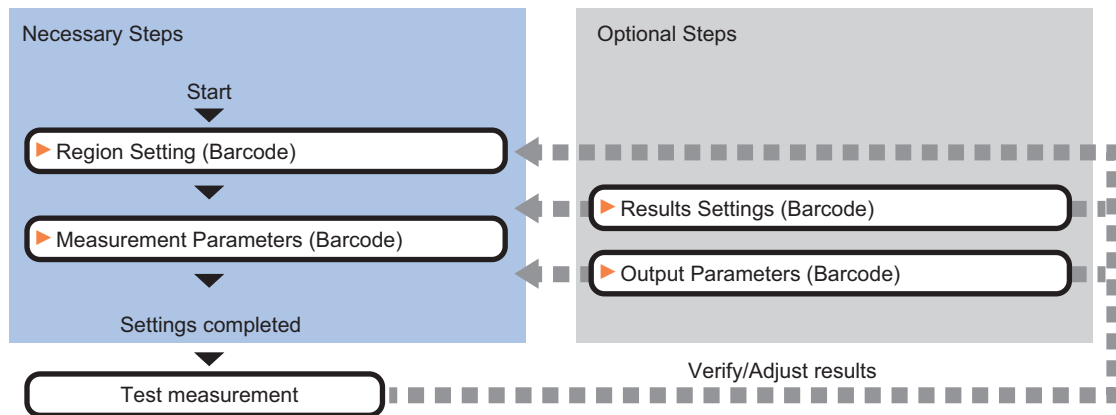 Necessary Steps
Start
Region Setting (Barcode)
Measurement Parameters (Barcode)
Settings completed
Test measurement
Optional Steps
Results Settings (Barcode)
Output Parameters (Barcode)
Verify/Adjust results